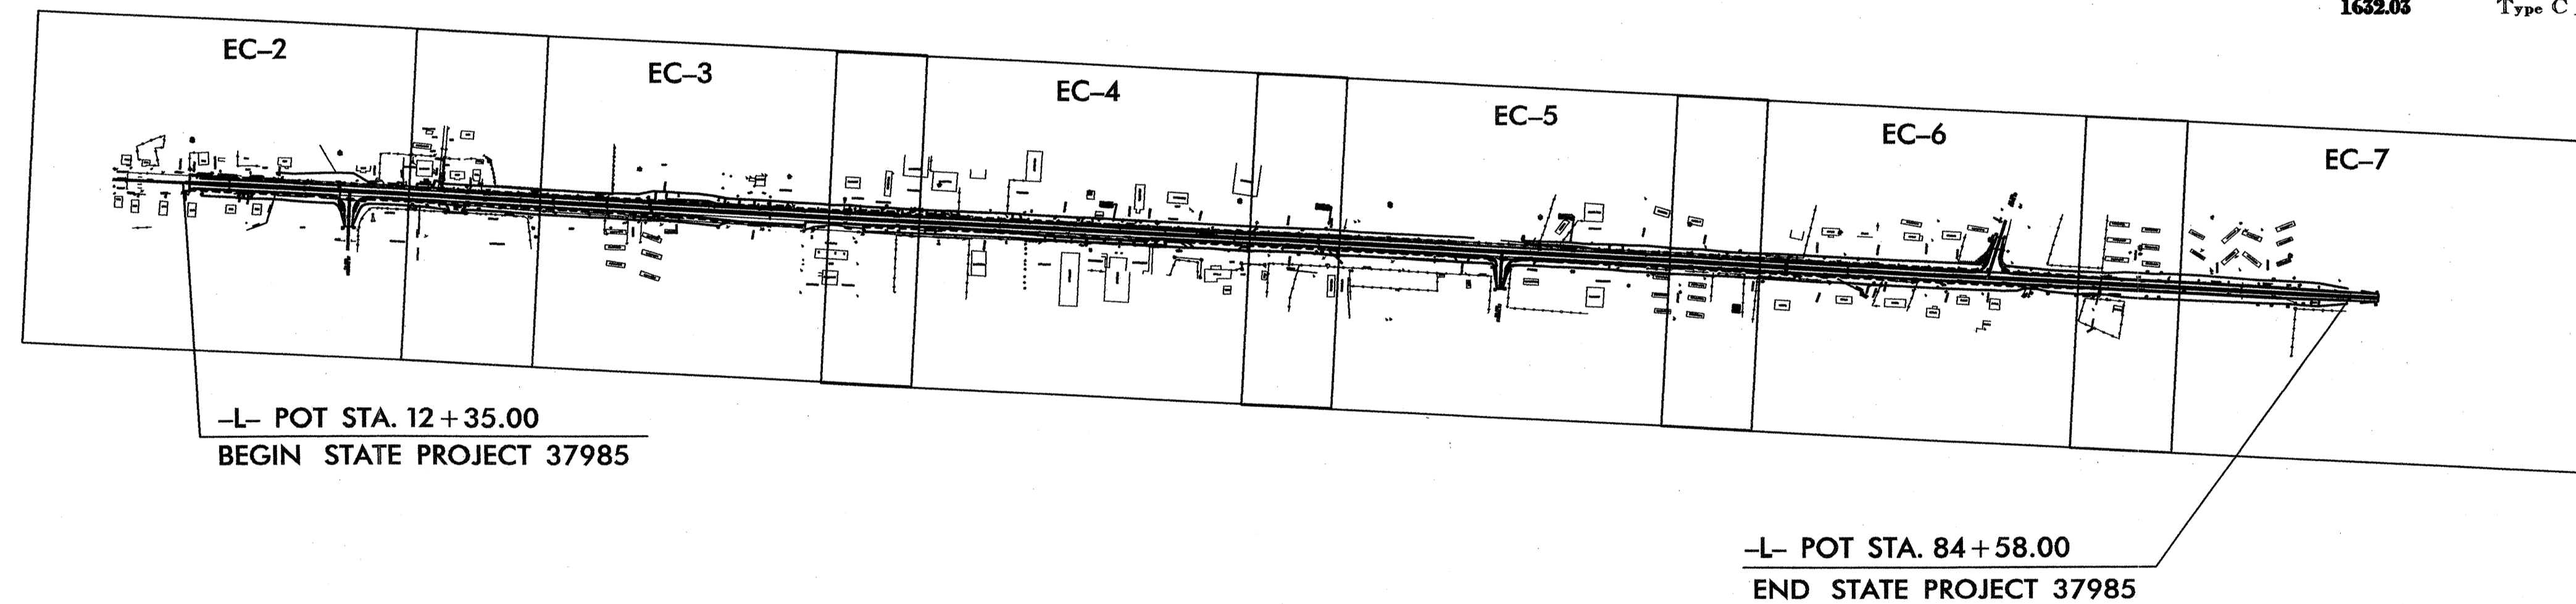 1632.03 Type C
EC–2
EC–3
EC–4
EC–5
EC–6
EC–7
–L– POT STA. 12+35.00
BEGIN STATE PROJECT 37985
–L– POT STA. 84+58.00
END STATE PROJECT 37985